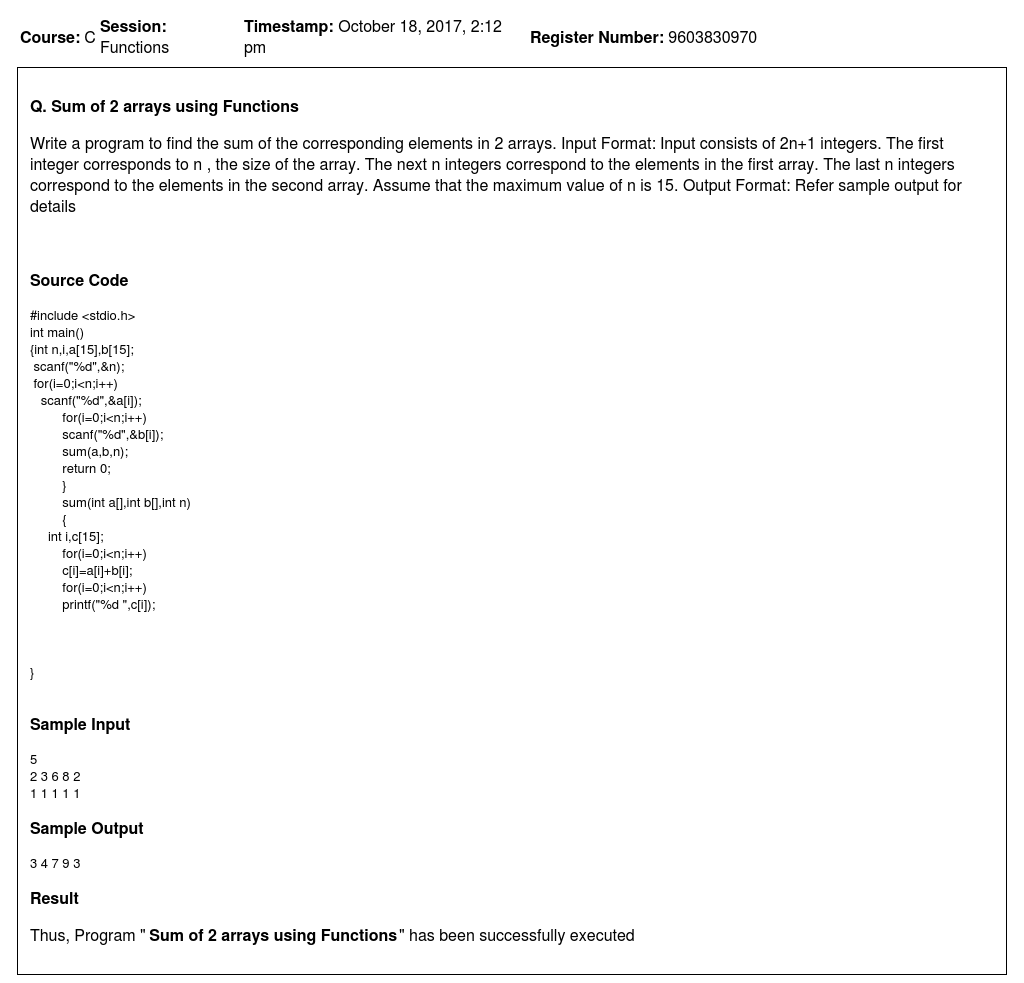 Course: C Session: Functions Timestamp: October 18, 2017, 2:12 pm Register Number: 9603830970
Q. Sum of 2 arrays using Functions
Write a program to find the sum of the corresponding elements in 2 arrays. Input Format: Input consists of 2n+1 integers. The first
integer corresponds to n , the size of the array. The next n integers correspond to the elements in the first array. The last n integers
correspond to the elements in the second array. Assume that the maximum value of n is 15. Output Format: Refer sample output for
details
Source Code
#include <stdio.h>
int main()
{int n,i,a[15],b[15];
scanf("%d",&n);
for(i=0;i<n;i++)
scanf("%d",&a[i]);
for(i=0;i<n;i++)
scanf("%d",&b[i]);
sum(a,b,n);
return 0;
}
sum(int a[],int b[],int n)
{
int i,c[15];
for(i=0;i<n;i++)
c[i]=a[i]+b[i];
for(i=0;i<n;i++)
printf("%d ",c[i]);
}
Sample Input
5
2 3 6 8 2
1 1 1 1 1
Sample Output
3 4 7 9 3
Result
Thus, Program " Sum of 2 arrays using Functions" has been successfully executed